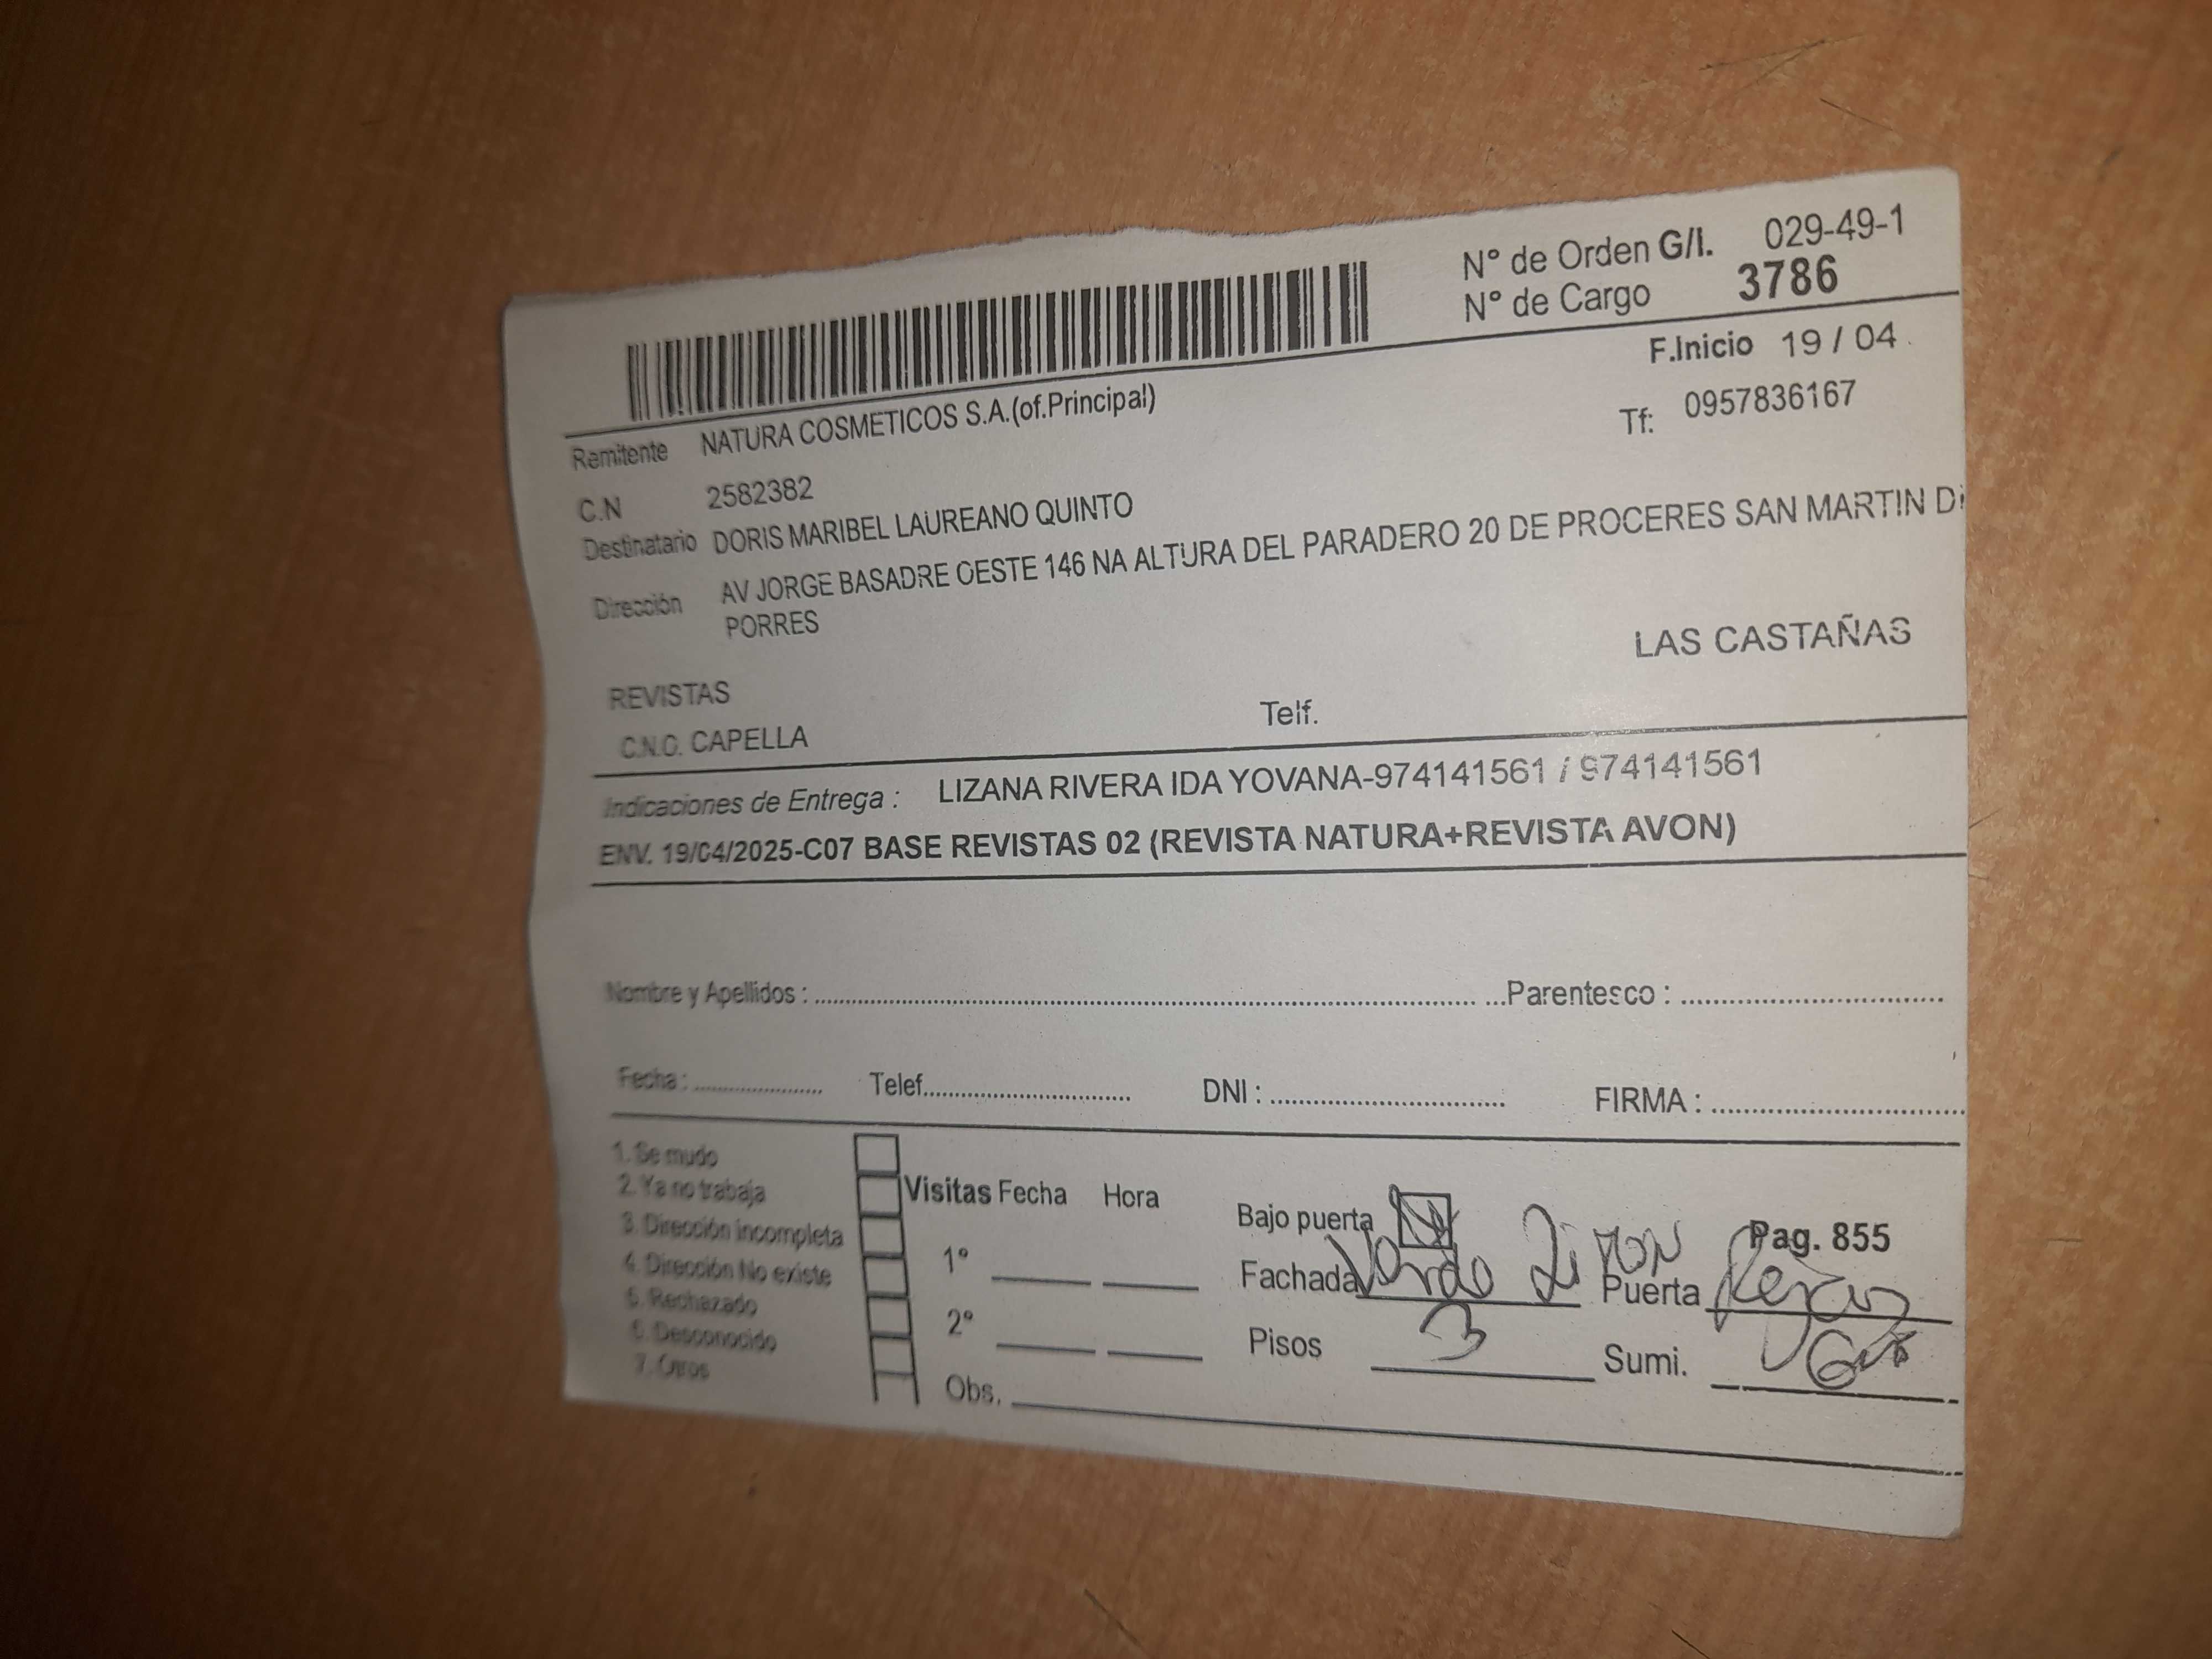 N° de Orden G/I. 029-49-1
N° de Cargo 3786
F.Inicio 19 / 04
Remitente NATURA COSMETICOS S.A.(of.Principal)
Tf: 0957836167
C.N 2582382
Destinatario DORIS MARIBEL LAUREANO QUINTO
Dirección AV JORGE BASADRE OESTE 146 NA ALTURA DEL PARADERO 20 DE PROCERES SAN MARTIN D
PORRES
LAS CASTAÑAS
REVISTAS
C.N.O. CAPELLA Telf.
Indicaciones de Entrega : LIZANA RIVERA IDA YOVANA-974141561 / 974141561
ENV. 19/04/2025-C07 BASE REVISTAS 02 (REVISTA NATURA+REVISTA AVON)
Nombre y Apellidos : ...Parentesco :
Fecha : Telef. DNI : FIRMA :
1. Se mudo
2. Ya no trabaja
3. Dirección incompleta
4. Dirección No existe
5. Rechazado
6. Desconocido
7. Otros
Visitas Fecha Hora
1°
2°
Obs.
Bajo puerta Pag. 855
Fachada Verde Limon Puerta Rejas
Pisos 3 Sumi.